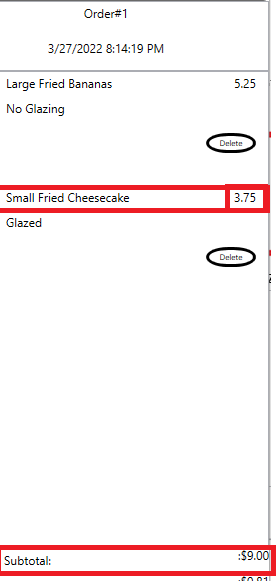 Order#1
3/27/2022 8:14:19 PM
Large Fried Bananas 5.25
No Glazing
Delete
Small Fried Cheesecake 3.75
Glazed
Delete
Subtotal: :$9.00